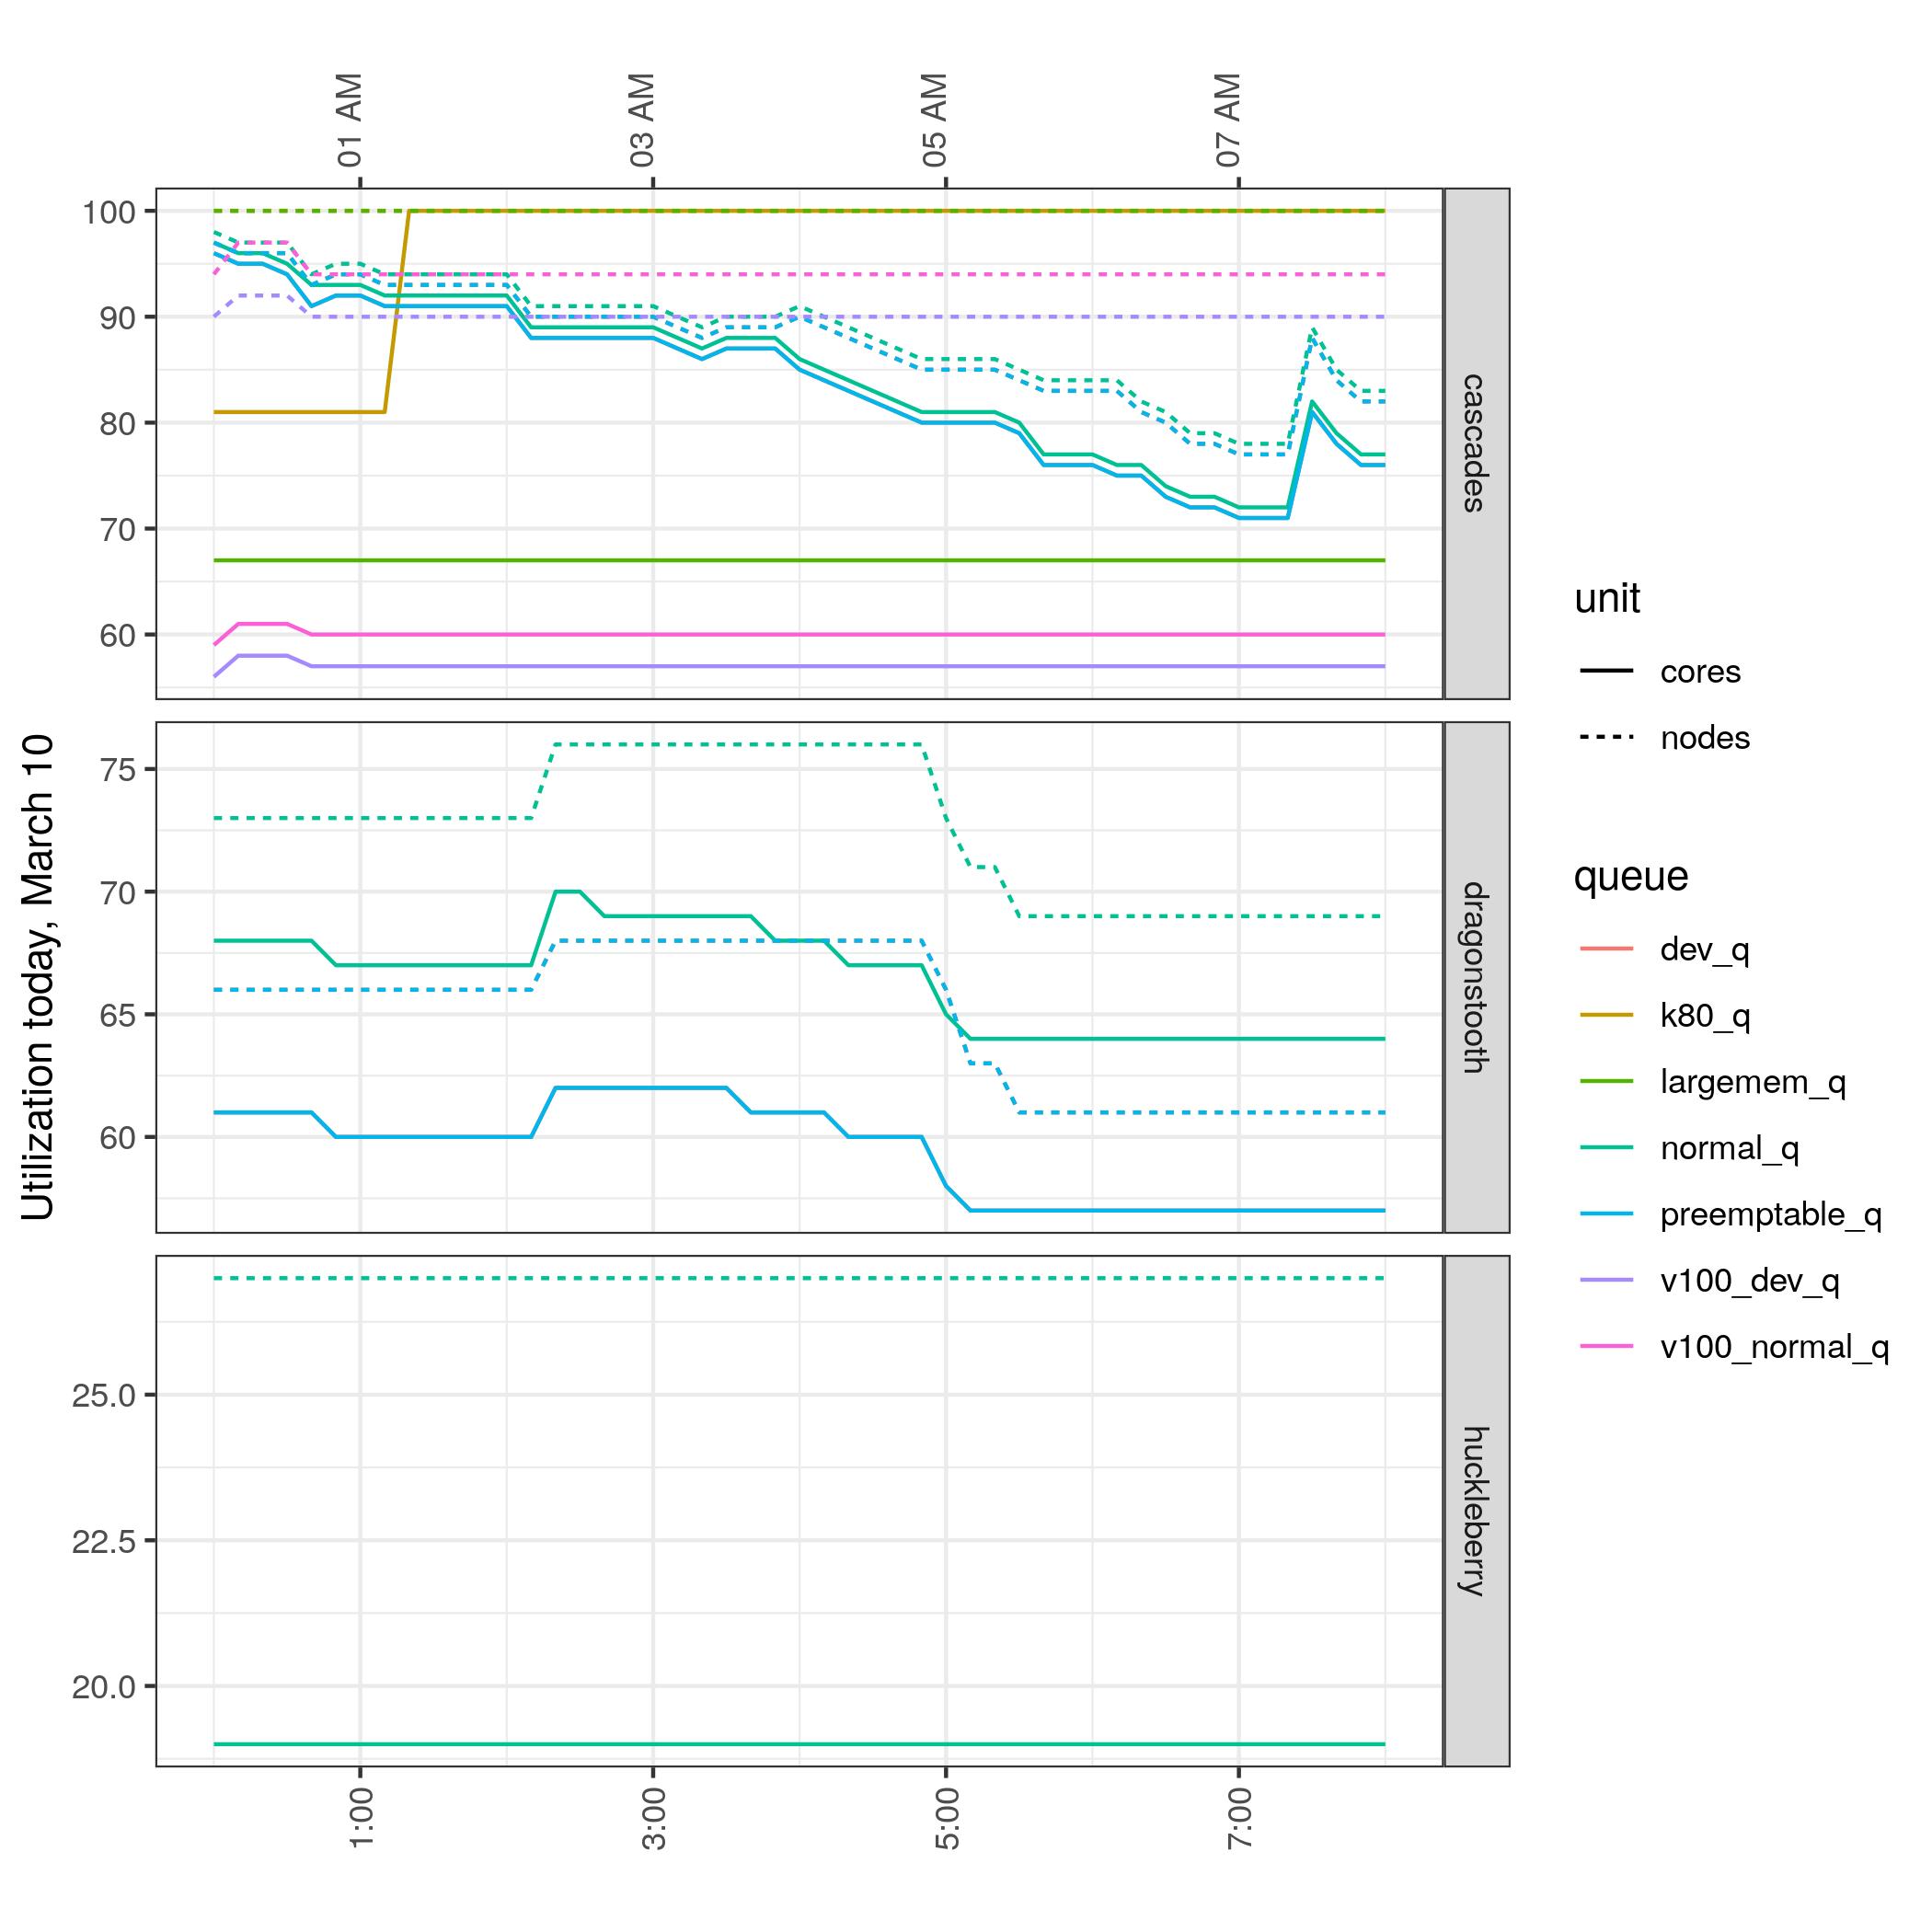 01 AM
03 AM
05 AM
07 AM
Utilization today, March 10
100
90
80
70
60
cascades
75
70
65
60
dragonstooth
25.0
22.5
20.0
huckleberry
1:00
3:00
5:00
7:00
unit
cores
nodes
queue
dev_q
k80_q
largemem_q
normal_q
preemptable_q
v100_dev_q
v100_normal_q